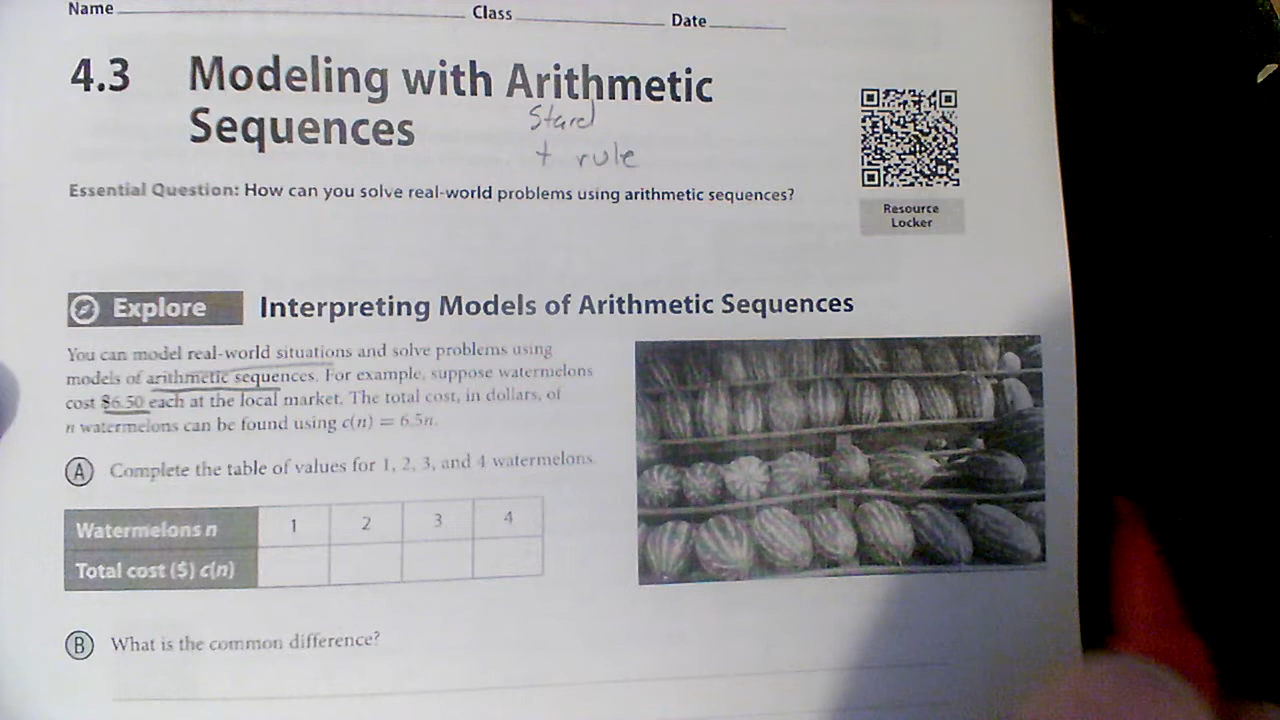 Name Class Date
4.3 Modeling with Arithmetic
Sequences
Stard
+ rule
Essential Question: How can you solve real-world problems using arithmetic sequences?
Resource
Locker
Explore Interpreting Models of Arithmetic Sequences
You can model real-world situations and solve problems using
models of arithmetic sequences. For example, suppose watermelons
cost $6.50 each at the local market. The total cost, in dollars, of
n watermelons can be found using c(n) = 6.5n.
A Complete the table of values for 1, 2, 3, and 4 watermelons.
Watermelons n 1 2 3 4
Total cost ($) c(n)
B What is the common difference?